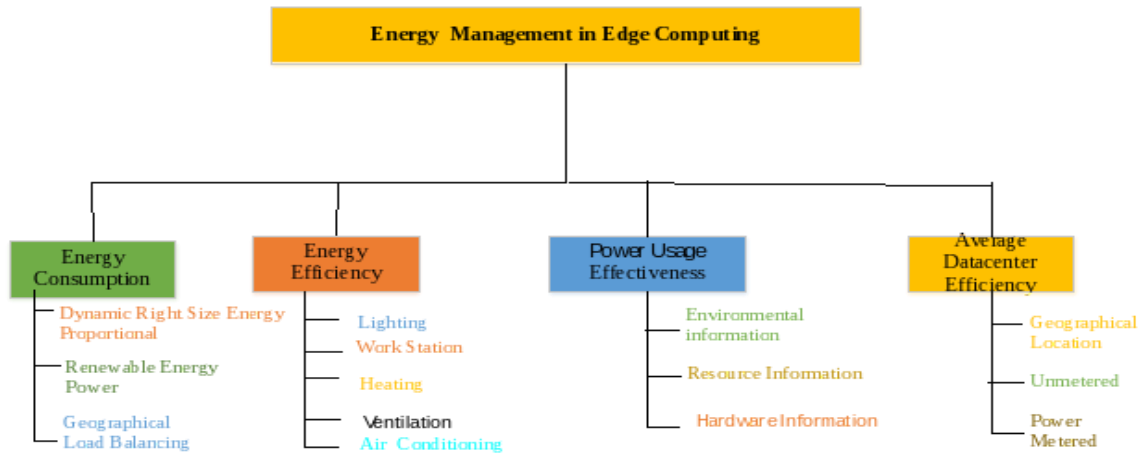 Energy Management in Edge Computing
Energy
Consumption
Dynamic Right Size Energy
Proportional
Renewable Energy
Power
Geographical
Load Balancing
Energy
Efficiency
Lighting
Work Station
Heating
Ventilation
Air Conditioning
Power Usage
Effectiveness
Environmental
information
Resource Information
Hardware Information
Average
Datacenter
Efficiency
Geographical
Location
Unmetered
Power
Metered